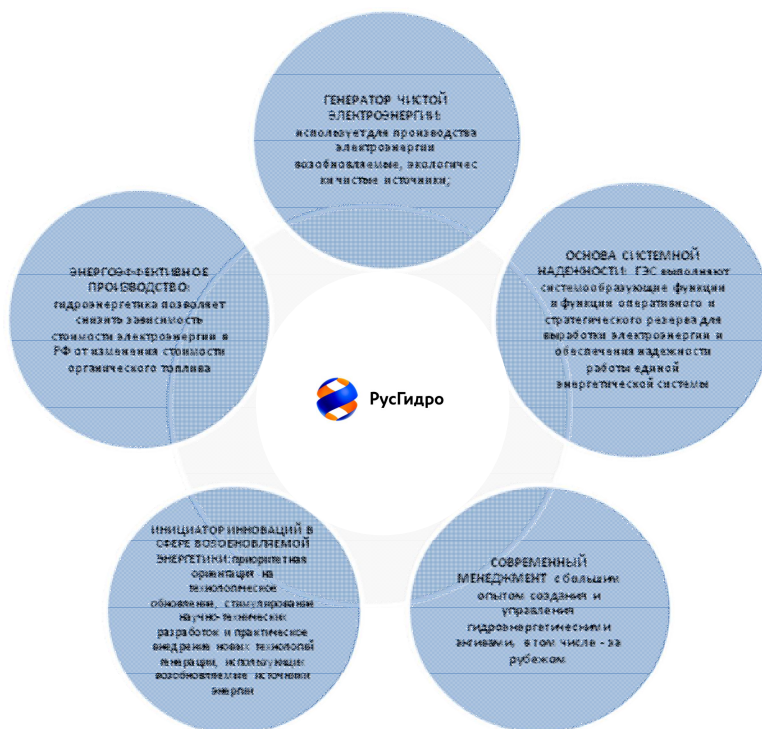 ГЕНЕРАТОР ЧИСТОЙ
ЭЛЕКТРОЭНЕРГИИ:
использует для производства
электроэнергии
возобновляемые, экологичес
ки чистые источники;
ОСНОВА СИСТЕМНОЙ
НАДЕЖНОСТИ: ГЭС выполняют
системообразующие функции
и функции оперативного и
стратегического резерва для
выработки электроэнергии и
обеспечения надежности
работы единой
энергетической системы
СОВРЕМЕННЫЙ
МЕНЕДЖМЕНТ с большим
опытом создания и
управления
гидроэнергетическими
активами, в том числе - за
рубежом
ИНИЦИАТОР ИННОВАЦИЙ В
СФЕРЕ ВОЗОБНОВЛЯЕМОЙ
ЭНЕРГЕТИКИ: приоритетная
ориентация на
технологическое
обновление, стимулирование
научно-технических
разработок и практическое
внедрение новых технологий
генерации, использующих
возобновляемые источники
энергии
ЭНЕРГОЭФФЕКТИВНОЕ
ПРОИЗВОДСТВО:
гидроэнергетика позволяет
снизить зависимость
стоимости электроэнергии в
РФ от изменения стоимости
органического топлива
РусГидро